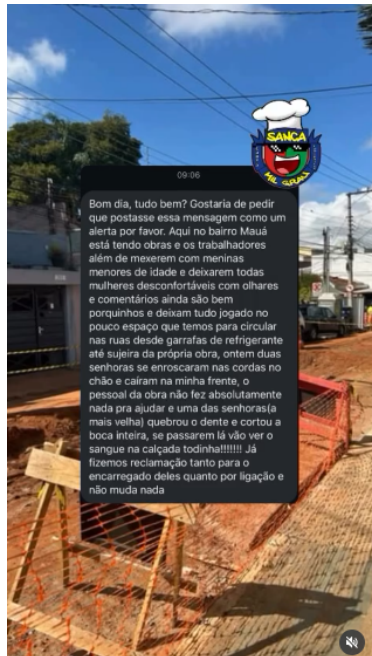 SANCA
MIL GRAU
09:06
Bom dia, tudo bem? Gostaria de pedir
que postasse essa mensagem como um
alerta por favor. Aqui no bairro Mauá
está tendo obras e os trabalhadores
além de mexerem com meninas
menores de idade e deixarem todas
mulheres desconfortáveis com olhares
e comentários ainda são bem
porquinhos e deixam tudo jogado no
pouco espaço que temos para circular
nas ruas desde garrafas de refrigerante
até sujeira da própria obra, ontem duas
senhoras se enroscaram nas cordas no
chão e caíram na minha frente, o
pessoal da obra não fez absolutamente
nada pra ajudar e uma das senhoras(a
mais velha) quebrou o dente e cortou a
boca inteira, se passarem lá vão ver o
sangue na calçada todinha!!!!!!! Já
fizemos reclamação tanto para o
encarregado deles quanto por ligação e
não muda nada